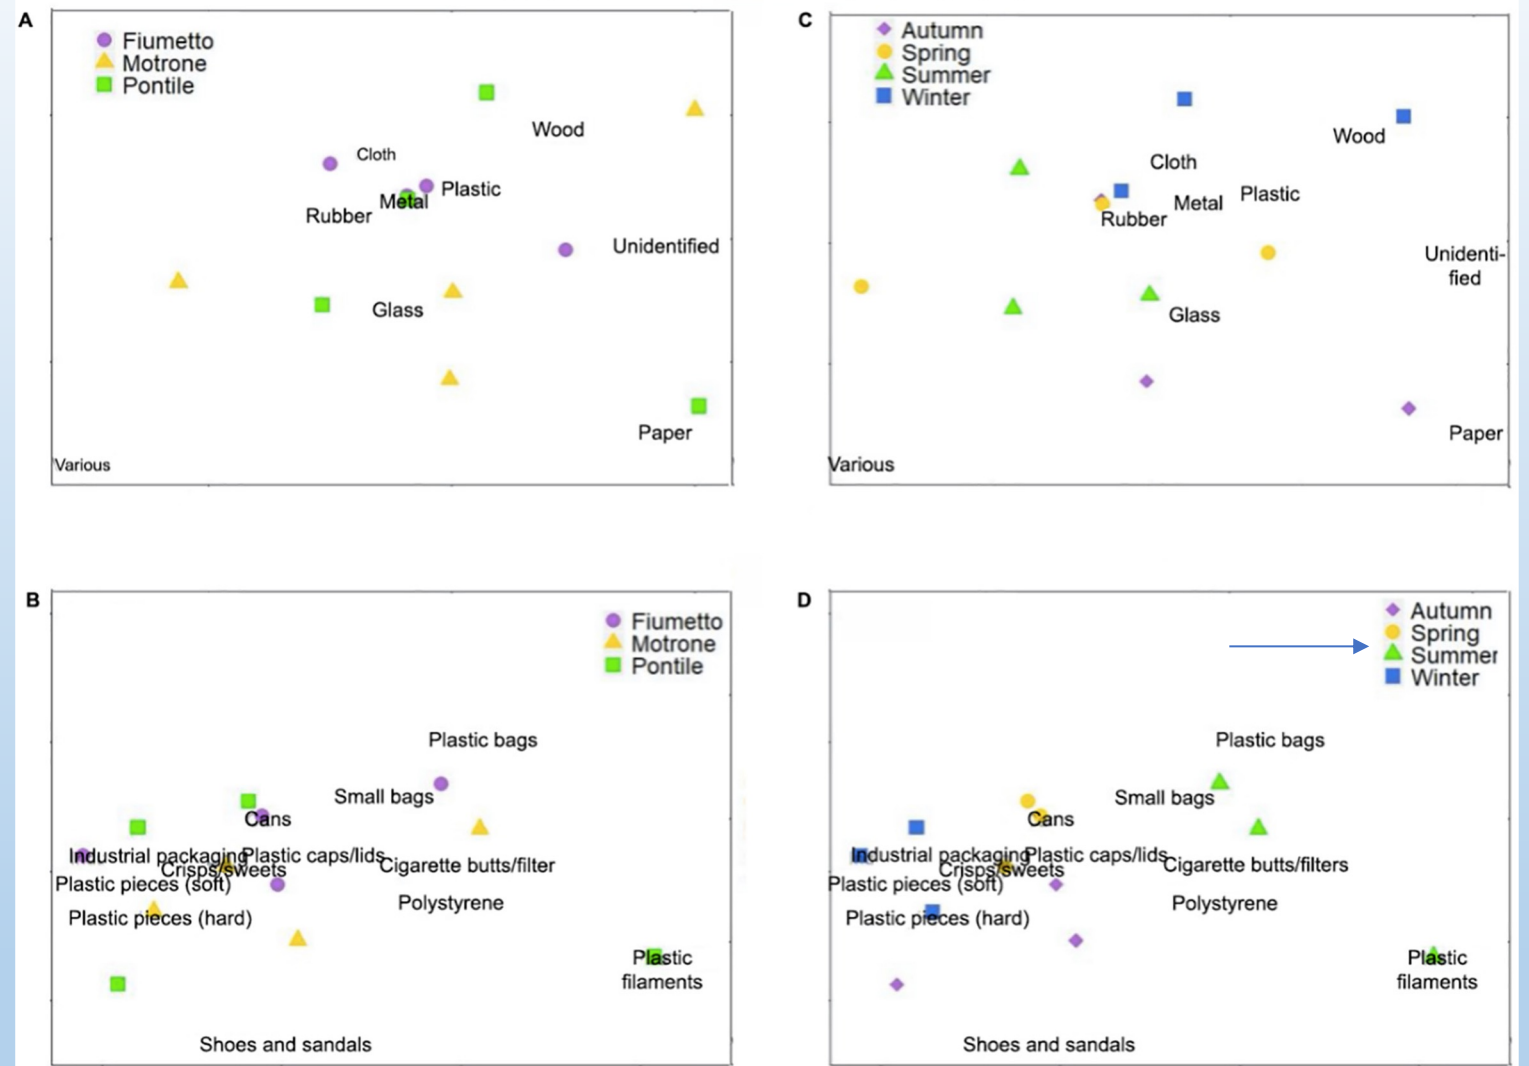 A
Fiumetto
Motrone
Pontile
Wood
Cloth
Plastic
Metal
Rubber
Unidentified
Glass
Paper
Various
C
Autumn
Spring
Summer
Winter
Wood
Cloth
Plastic
Metal
Rubber
Unidenti-
fied
Glass
Paper
Various
B
Fiumetto
Motrone
Pontile
Plastic bags
Small bags
Cans
Industrial packaging
Plastic caps/lids
Crisps/sweets
Cigarette butts/filter
Plastic pieces (soft)
Polystyrene
Plastic pieces (hard)
Plastic
filaments
Shoes and sandals
D
Autumn
Spring
Summer
Winter
Plastic bags
Small bags
Cans
Industrial packaging
Plastic caps/lids
Crisps/sweets
Cigarette butts/filters
Plastic pieces (soft)
Polystyrene
Plastic pieces (hard)
Plastic
filaments
Shoes and sandals